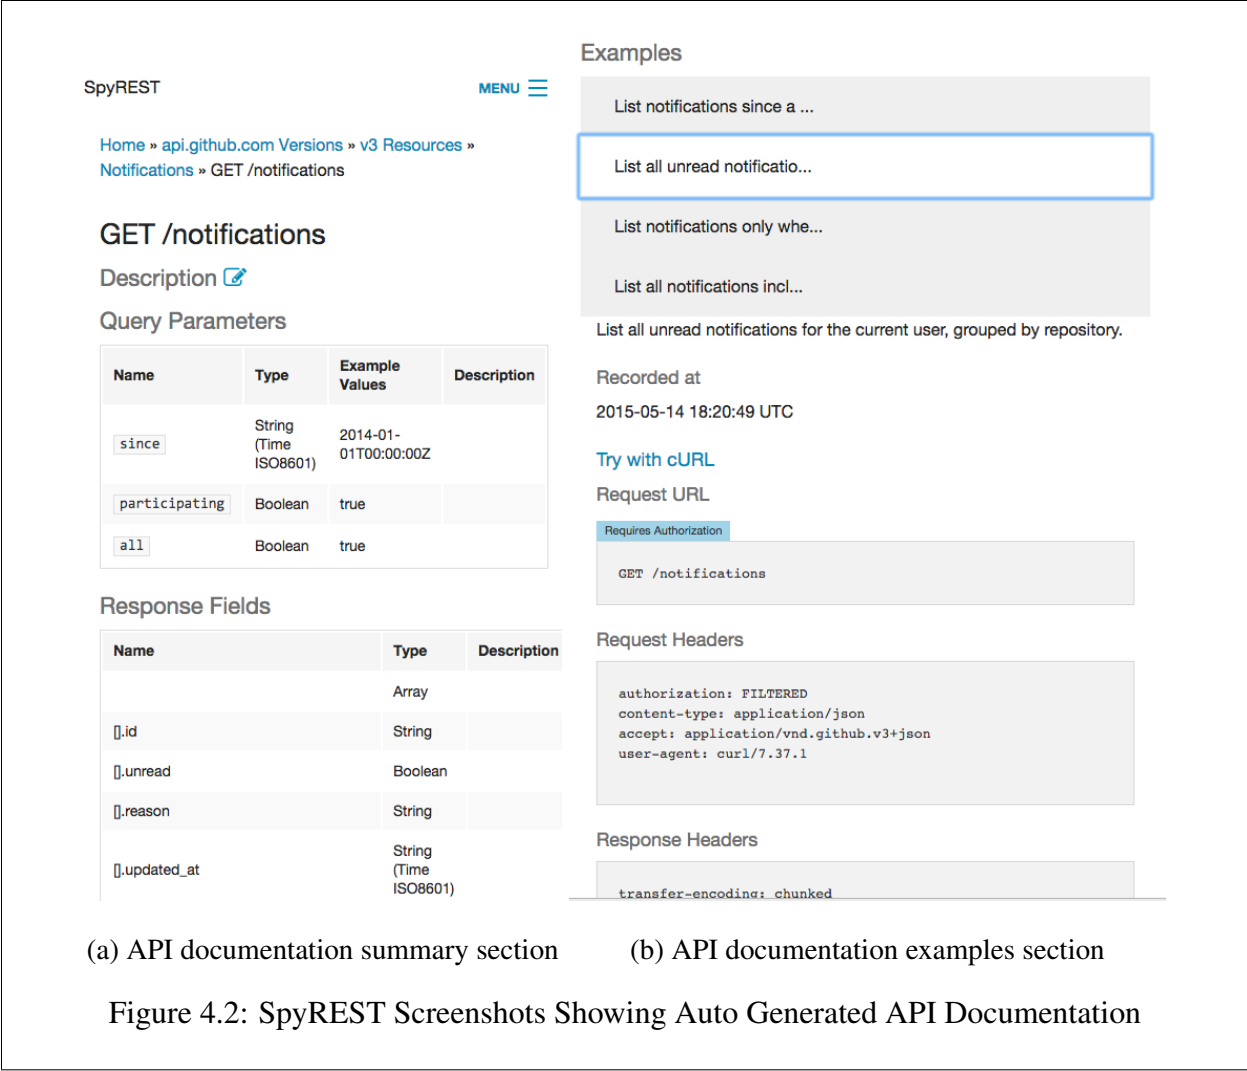 SpyREST
MENU
Home » api.github.com Versions » v3 Resources »
Notifications » GET /notifications
GET /notifications
Description
Query Parameters
Name Type Example Values Description
since String (Time ISO8601) 2014-01-01T00:00:00Z
participating Boolean true
all Boolean true
Response Fields
Name Type Description
Array
[].id String
[].unread Boolean
[].reason String
[].updated_at String (Time ISO8601)
(a) API documentation summary section
Examples
List notifications since a ...
List all unread notificatio...
List notifications only whe...
List all notifications incl...
List all unread notifications for the current user, grouped by repository.
Recorded at
2015-05-14 18:20:49 UTC
Try with cURL
Request URL
Requires Authorization
GET /notifications
Request Headers
authorization: FILTERED
content-type: application/json
accept: application/vnd.github.v3+json
user-agent: curl/7.37.1
Response Headers
transfer-encoding: chunked
(b) API documentation examples section
Figure 4.2: SpyREST Screenshots Showing Auto Generated API Documentation